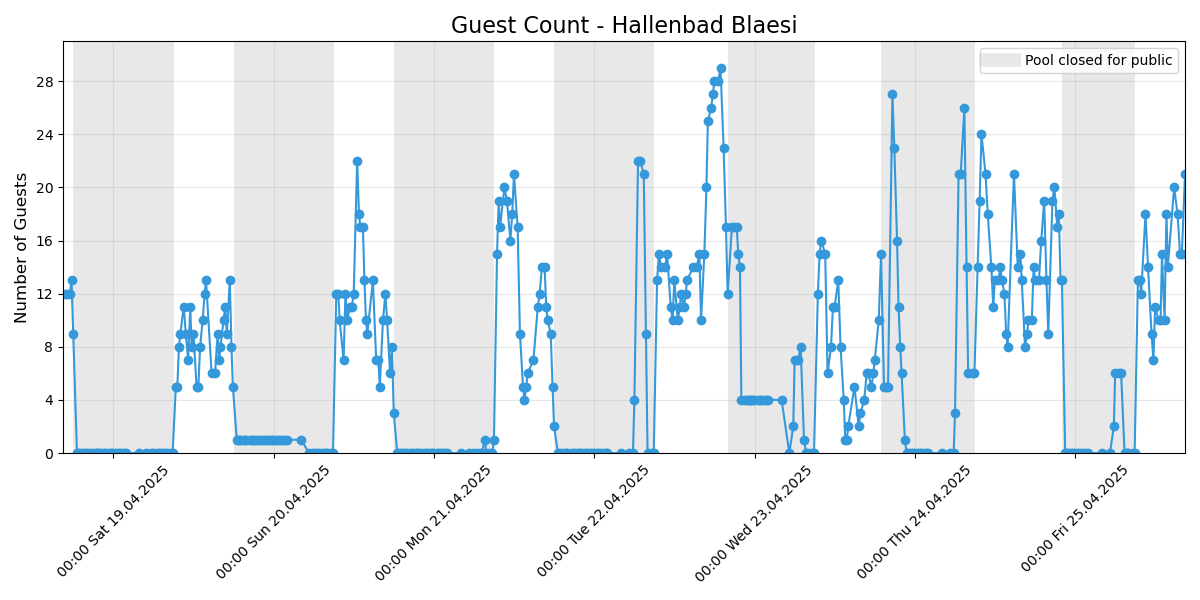 Guest Count - Hallenbad Blaesi
Pool closed for public
Number of Guests
28
24
20
16
12
8
4
0
00:00 Sat 19.04.2025
00:00 Sun 20.04.2025
00:00 Mon 21.04.2025
00:00 Tue 22.04.2025
00:00 Wed 23.04.2025
00:00 Thu 24.04.2025
00:00 Fri 25.04.2025